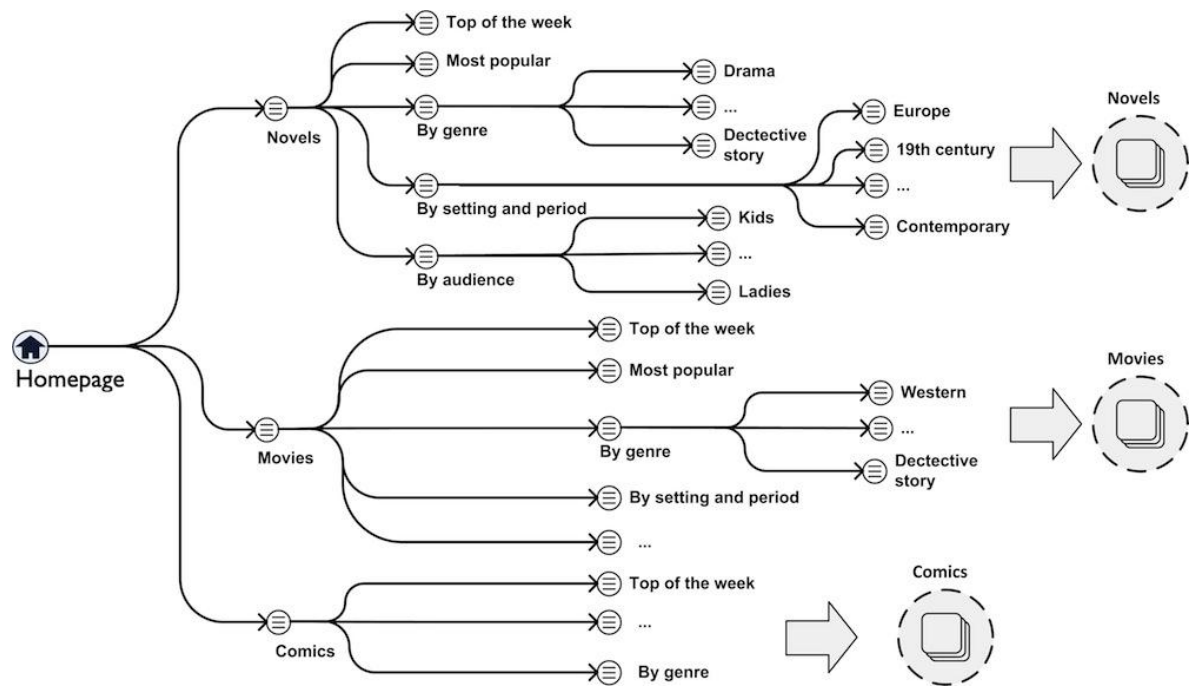 Top of the week
Most popular
Drama
Novels
...
Europe
By genre
Novels
Dectective
story
19th century
By setting and period
...
Kids
Contemporary
By audience
...
Ladies
Top of the week
Homepage
Most popular
Movies
Western
By genre
...
Movies
Dectective
story
By setting and period
...
Comics
Top of the week
...
Comics
By genre